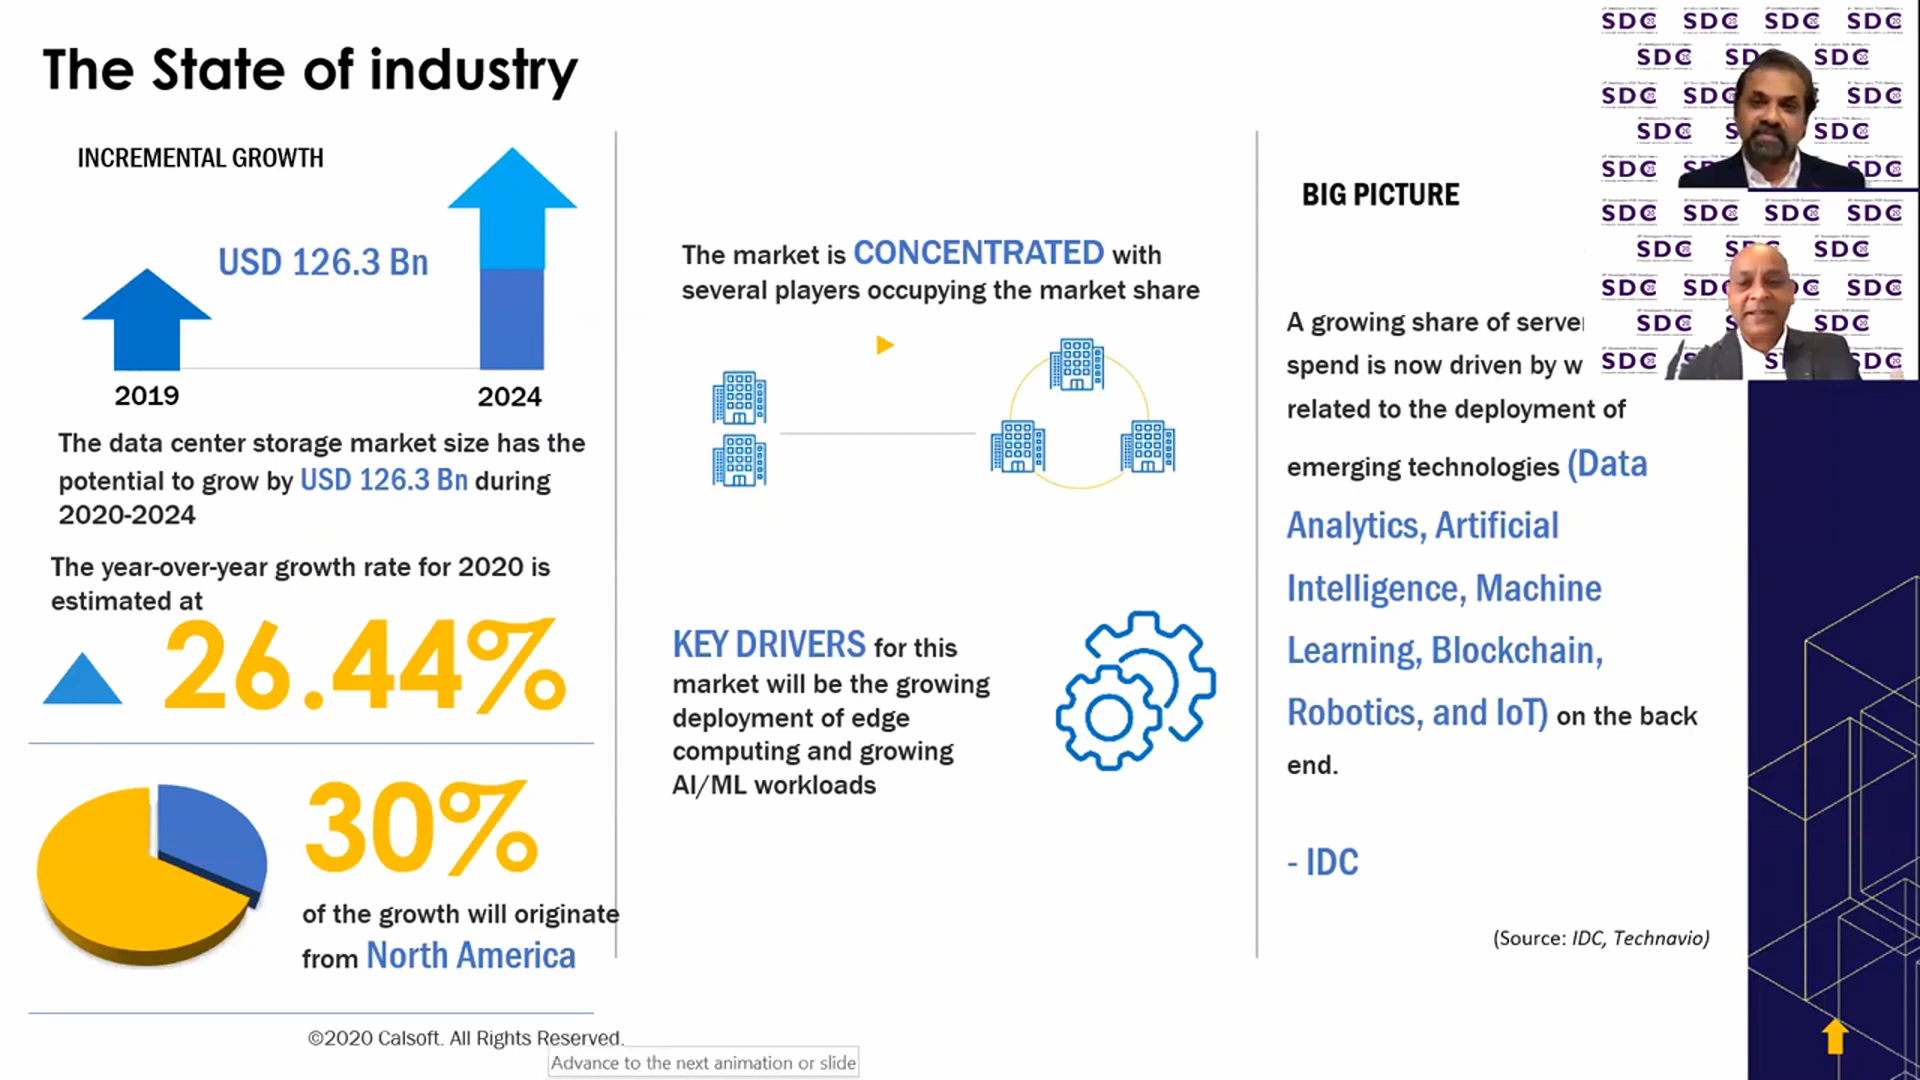 The State of industry
INCREMENTAL GROWTH
USD 126.3 Bn
2019
2024
The data center storage market size has the
potential to grow by USD 126.3 Bn during
2020-2024
The year-over-year growth rate for 2020 is
estimated at
26.44%
30%
of the growth will originate
from North America
The market is CONCENTRATED with
several players occupying the market share
KEY DRIVERS for this
market will be the growing
deployment of edge
computing and growing
AI/ML workloads
BIG PICTURE
A growing share of server
spend is now driven by w
related to the deployment of
emerging technologies (Data
Analytics, Artificial
Intelligence, Machine
Learning, Blockchain,
Robotics, and IoT) on the back
end.
- IDC
(Source: IDC, Technavio)
©2020 Calsoft. All Rights Reserved.
Advance to the next animation or slide
SDC SDC SDC SDC
SDC SD SDC
SDC SDC SDC
SDC S SDC
SDC SDC
SDC SDC SDC SDC
SDC SDC SDC
SDC SDC SDC
SDC S SDC
SDC S SDC